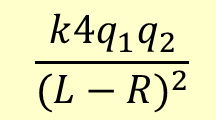 k4q₁q₂
(L − R)²